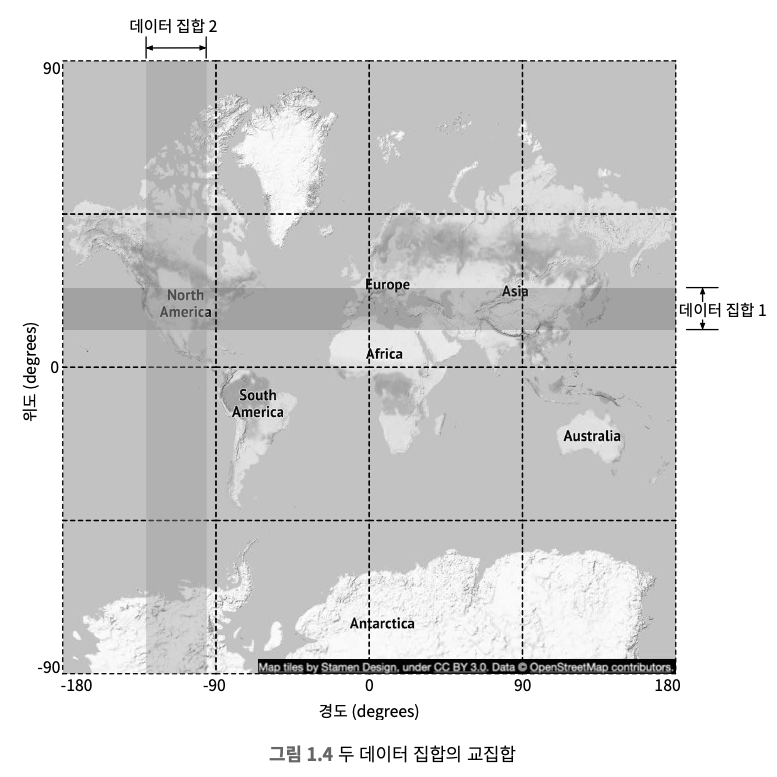 데이터 집합 2
90
North
America
Europe
Asia
데이터 집합 1
Africa
위도 (degrees)
0
South
America
Australia
Antarctica
Map tiles by Stamen Design, under CC BY 3.0. Data © OpenStreetMap contributors.
-90
-180
-90
0
90
180
경도 (degrees)
그림 1.4 두 데이터 집합의 교집합